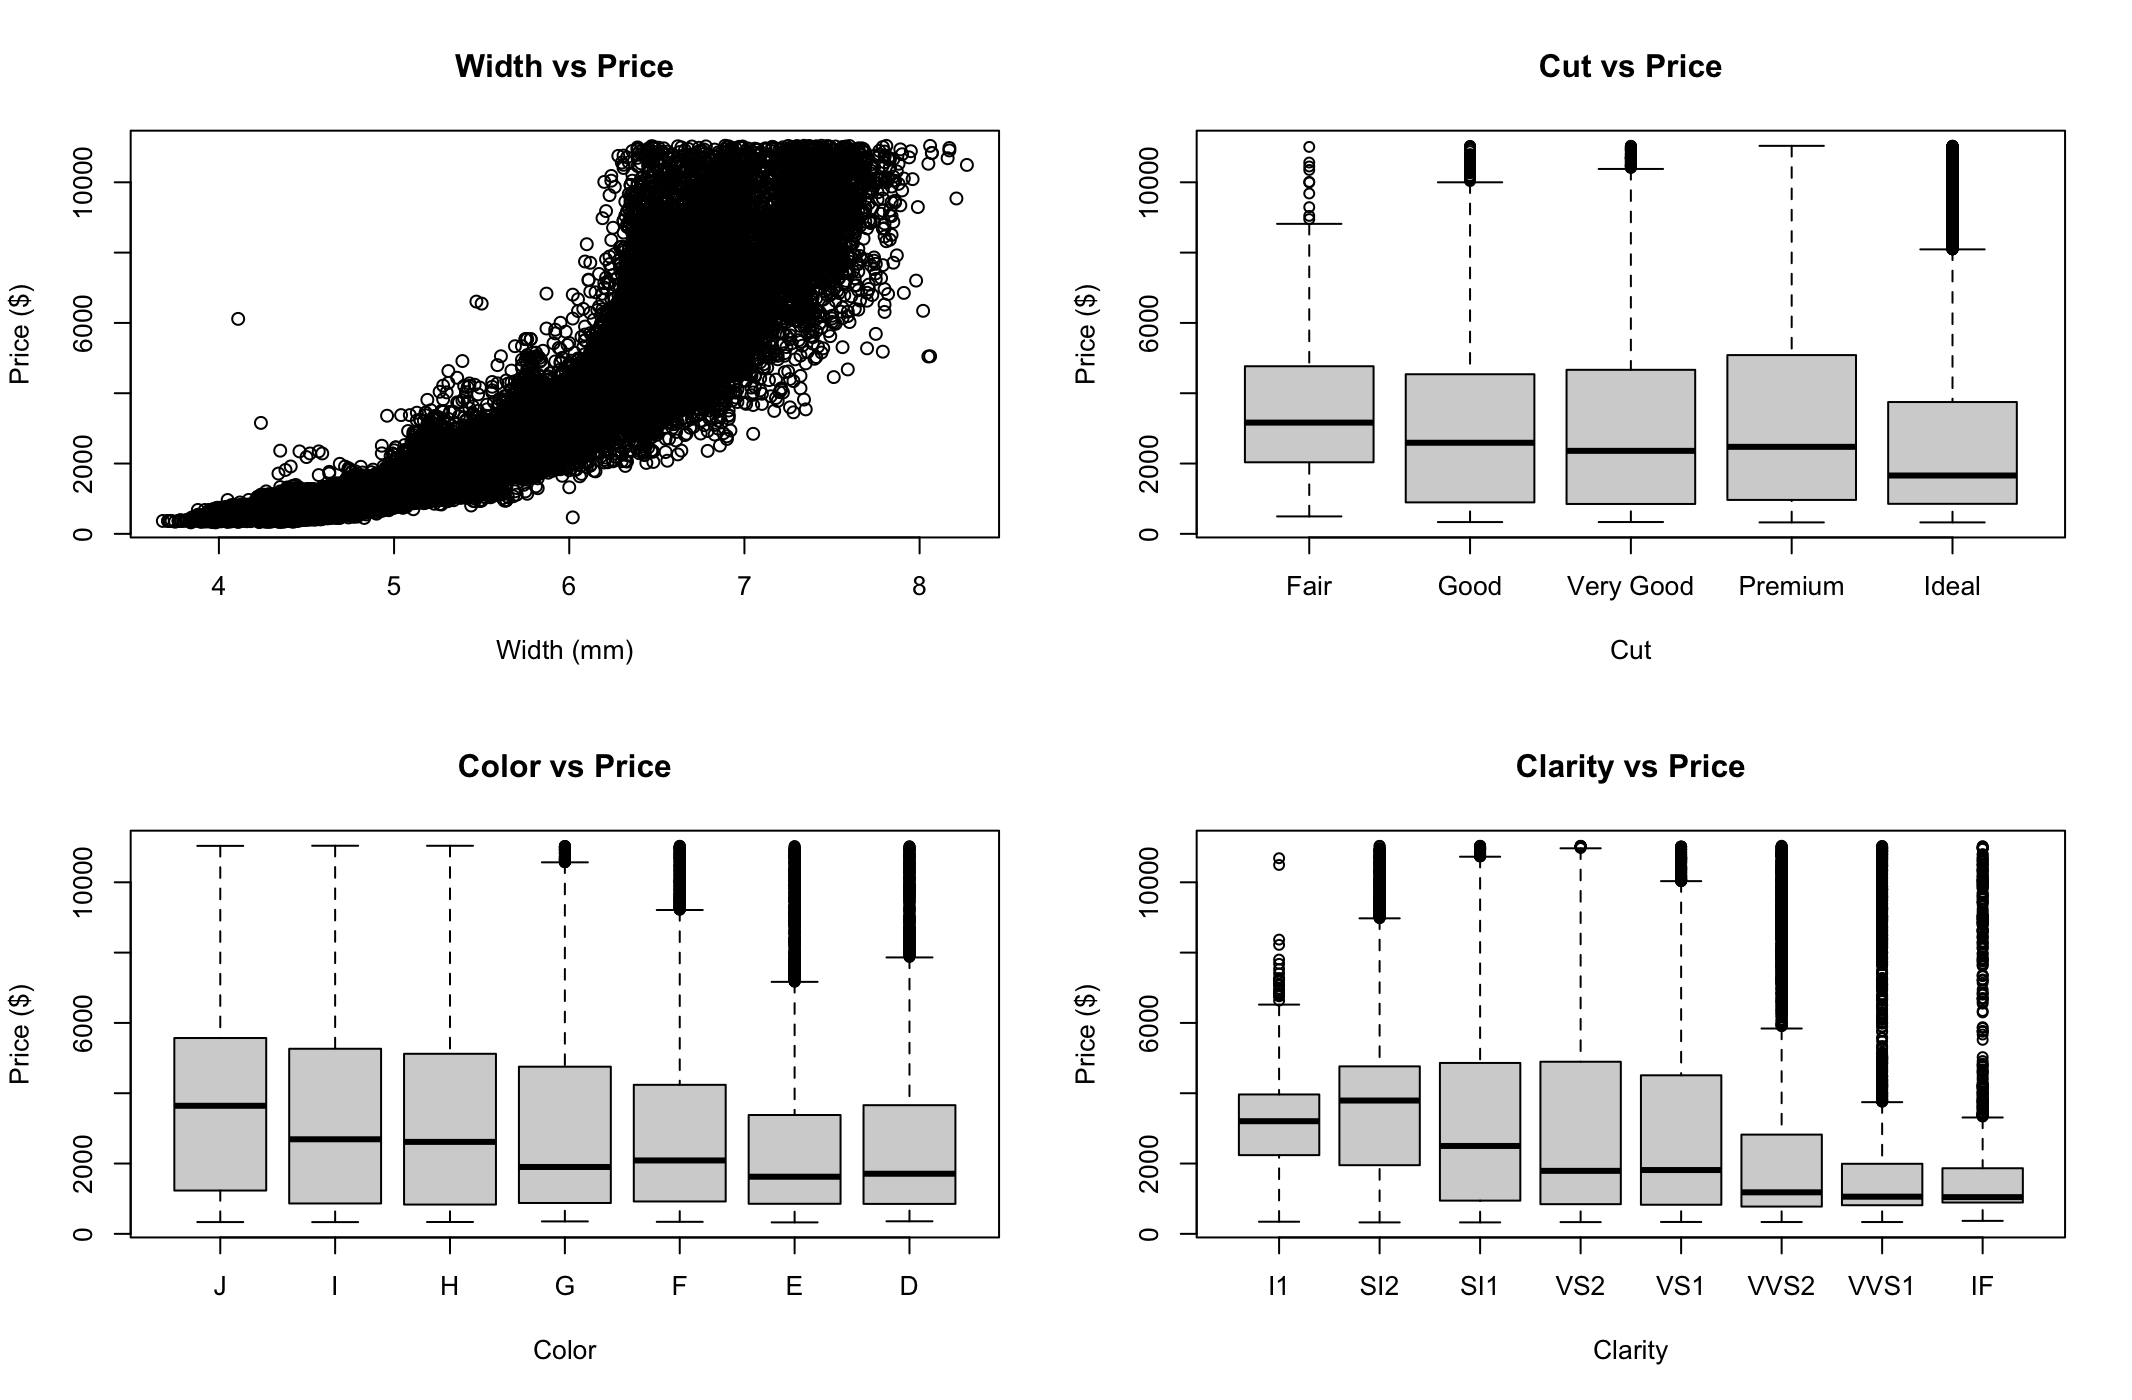 Width vs Price
Price ($)
0 2000 6000 10000
4 5 6 7 8
Width (mm)
Cut vs Price
Price ($)
0 2000 6000 10000
Fair Good Very Good Premium Ideal
Cut
Color vs Price
Price ($)
0 2000 6000 10000
J I H G F E D
Color
Clarity vs Price
Price ($)
0 2000 6000 10000
I1 SI2 SI1 VS2 VS1 VVS2 VVS1 IF
Clarity